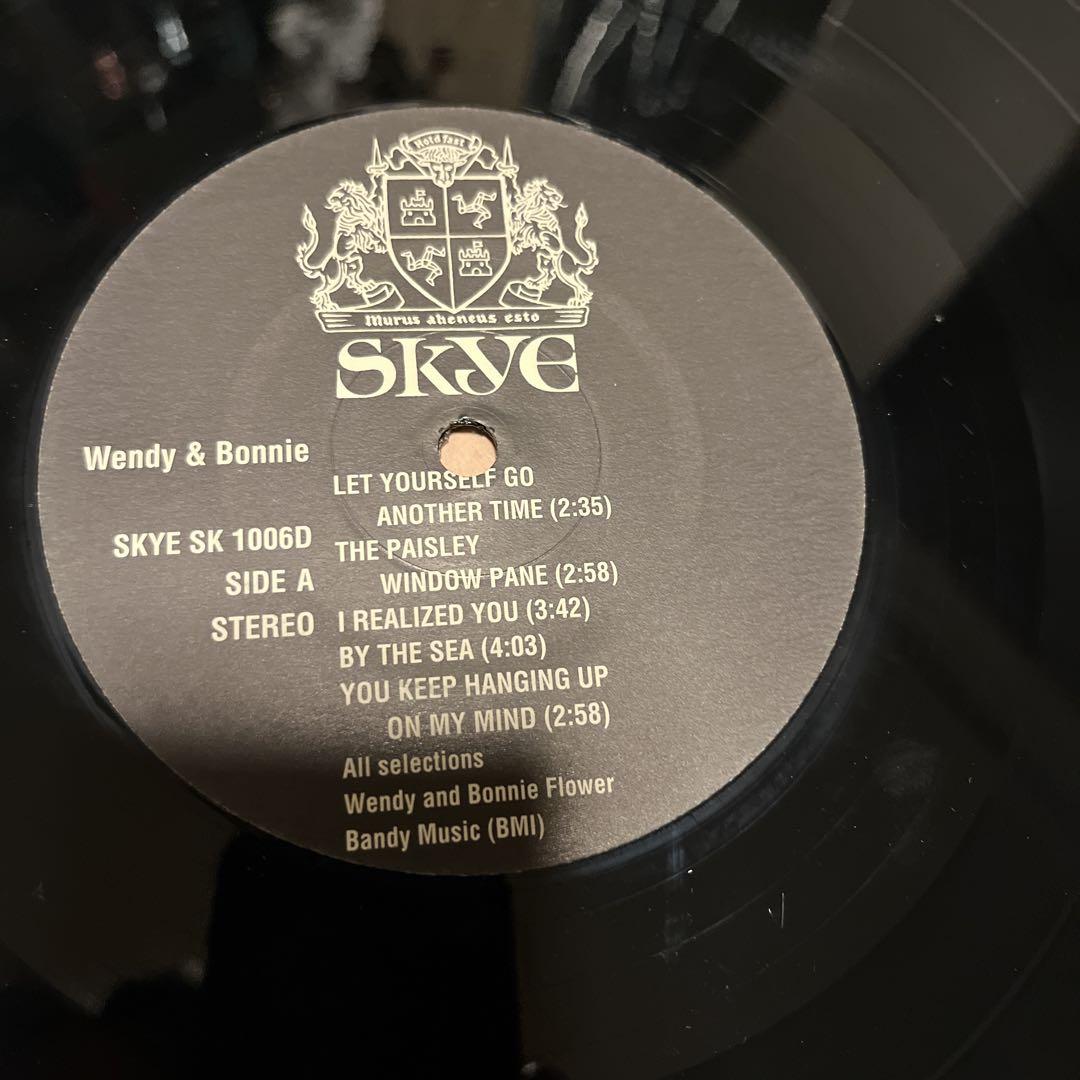 Hold fast
Murus aheneus esto
SKYE
Wendy & Bonnie
SKYE SK 1006D
SIDE A
STEREO
LET YOURSELF GO
ANOTHER TIME (2:35)
THE PAISLEY
WINDOW PANE (2:58)
I REALIZED YOU (3:42)
BY THE SEA (4:03)
YOU KEEP HANGING UP
ON MY MIND (2:58)
All selections
Wendy and Bonnie Flower
Bandy Music (BMI)